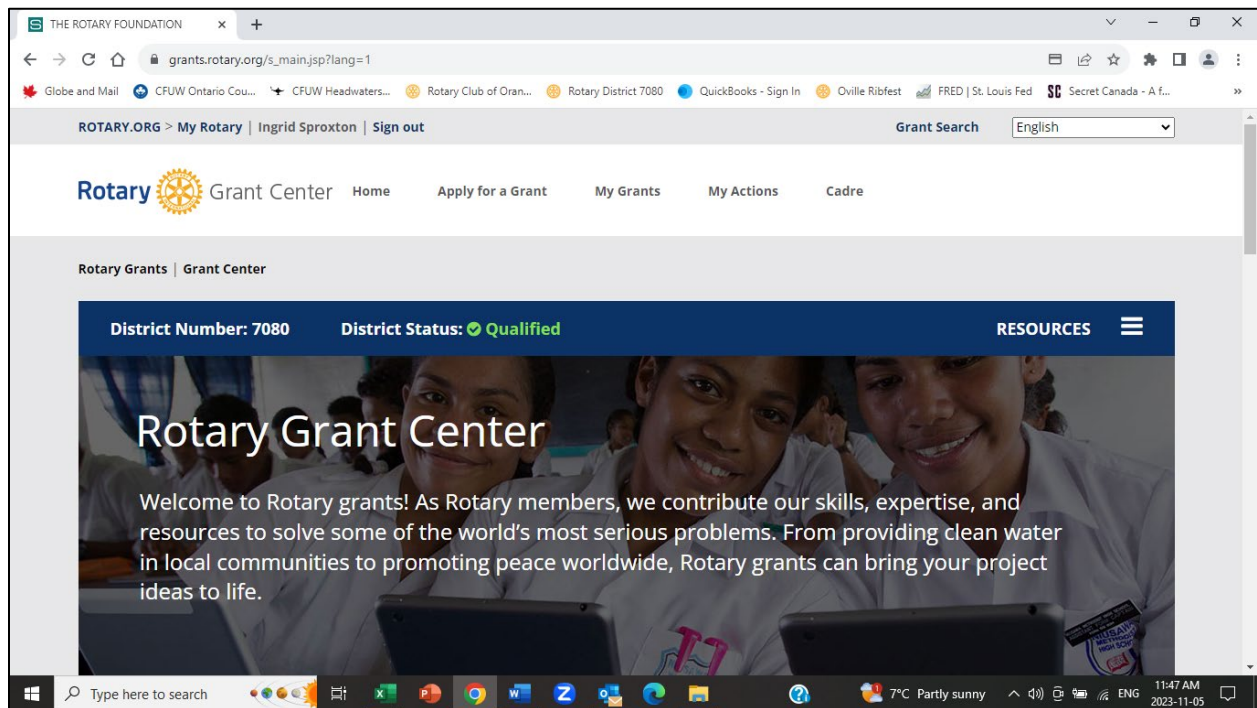 THE ROTARY FOUNDATION
grants.rotary.org/s_main.jsp?lang=1
Globe and Mail CFUW Ontario Cou... CFUW Headwaters... Rotary Club of Oran... Rotary District 7080 QuickBooks - Sign In Oville Ribfest FRED | St. Louis Fed Secret Canada - A f... »
ROTARY.ORG > My Rotary | Ingrid Sproxton | Sign out Grant Search English
Rotary Grant Center Home Apply for a Grant My Grants My Actions Cadre
Rotary Grants | Grant Center
District Number: 7080 District Status: Qualified RESOURCES
Rotary Grant Center
Welcome to Rotary grants! As Rotary members, we contribute our skills, expertise, and
resources to solve some of the world's most serious problems. From providing clean water
in local communities to promoting peace worldwide, Rotary grants can bring your project
ideas to life.
METHODIST
HIGH SCHOOL
Type here to search 7°C Partly sunny ENG 11:47 AM
2023-11-05